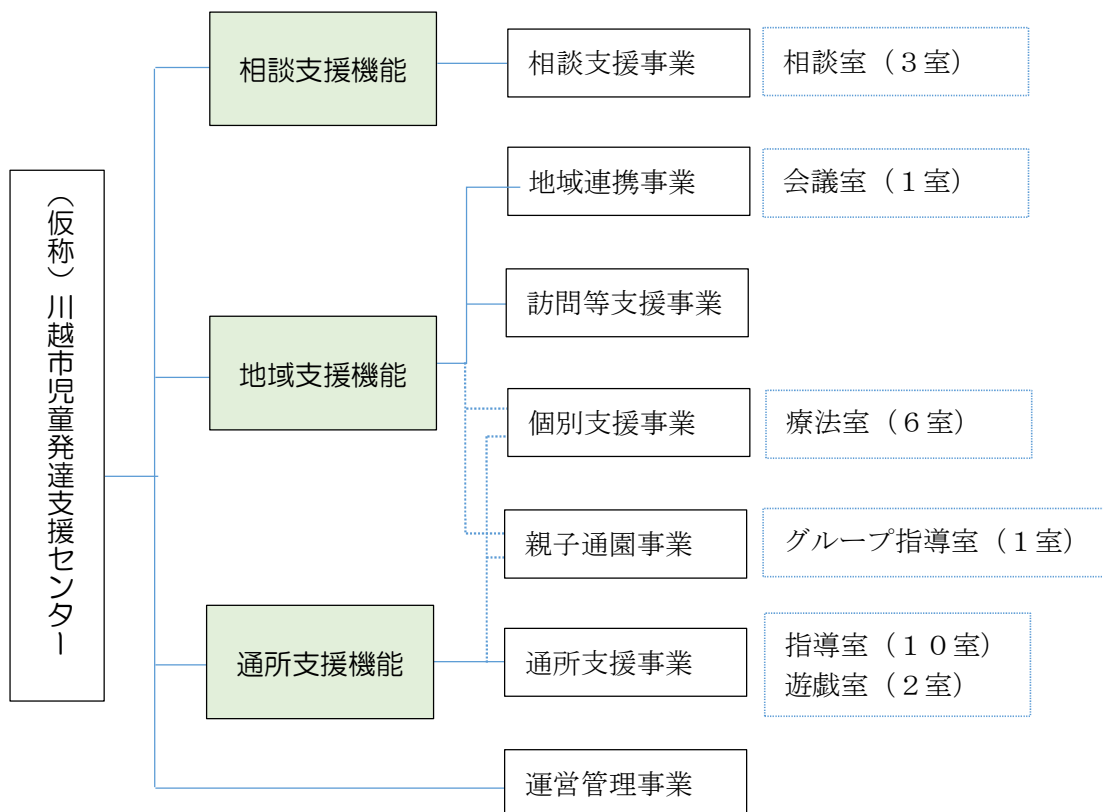 （仮称）川越市児童発達支援センター
相談支援機能
相談支援事業
相談室（３室）
地域支援機能
地域連携事業
会議室（１室）
訪問等支援事業
個別支援事業
療法室（６室）
親子通園事業
グループ指導室（１室）
通所支援機能
通所支援事業
指導室（１０室）
遊戯室（２室）
運営管理事業